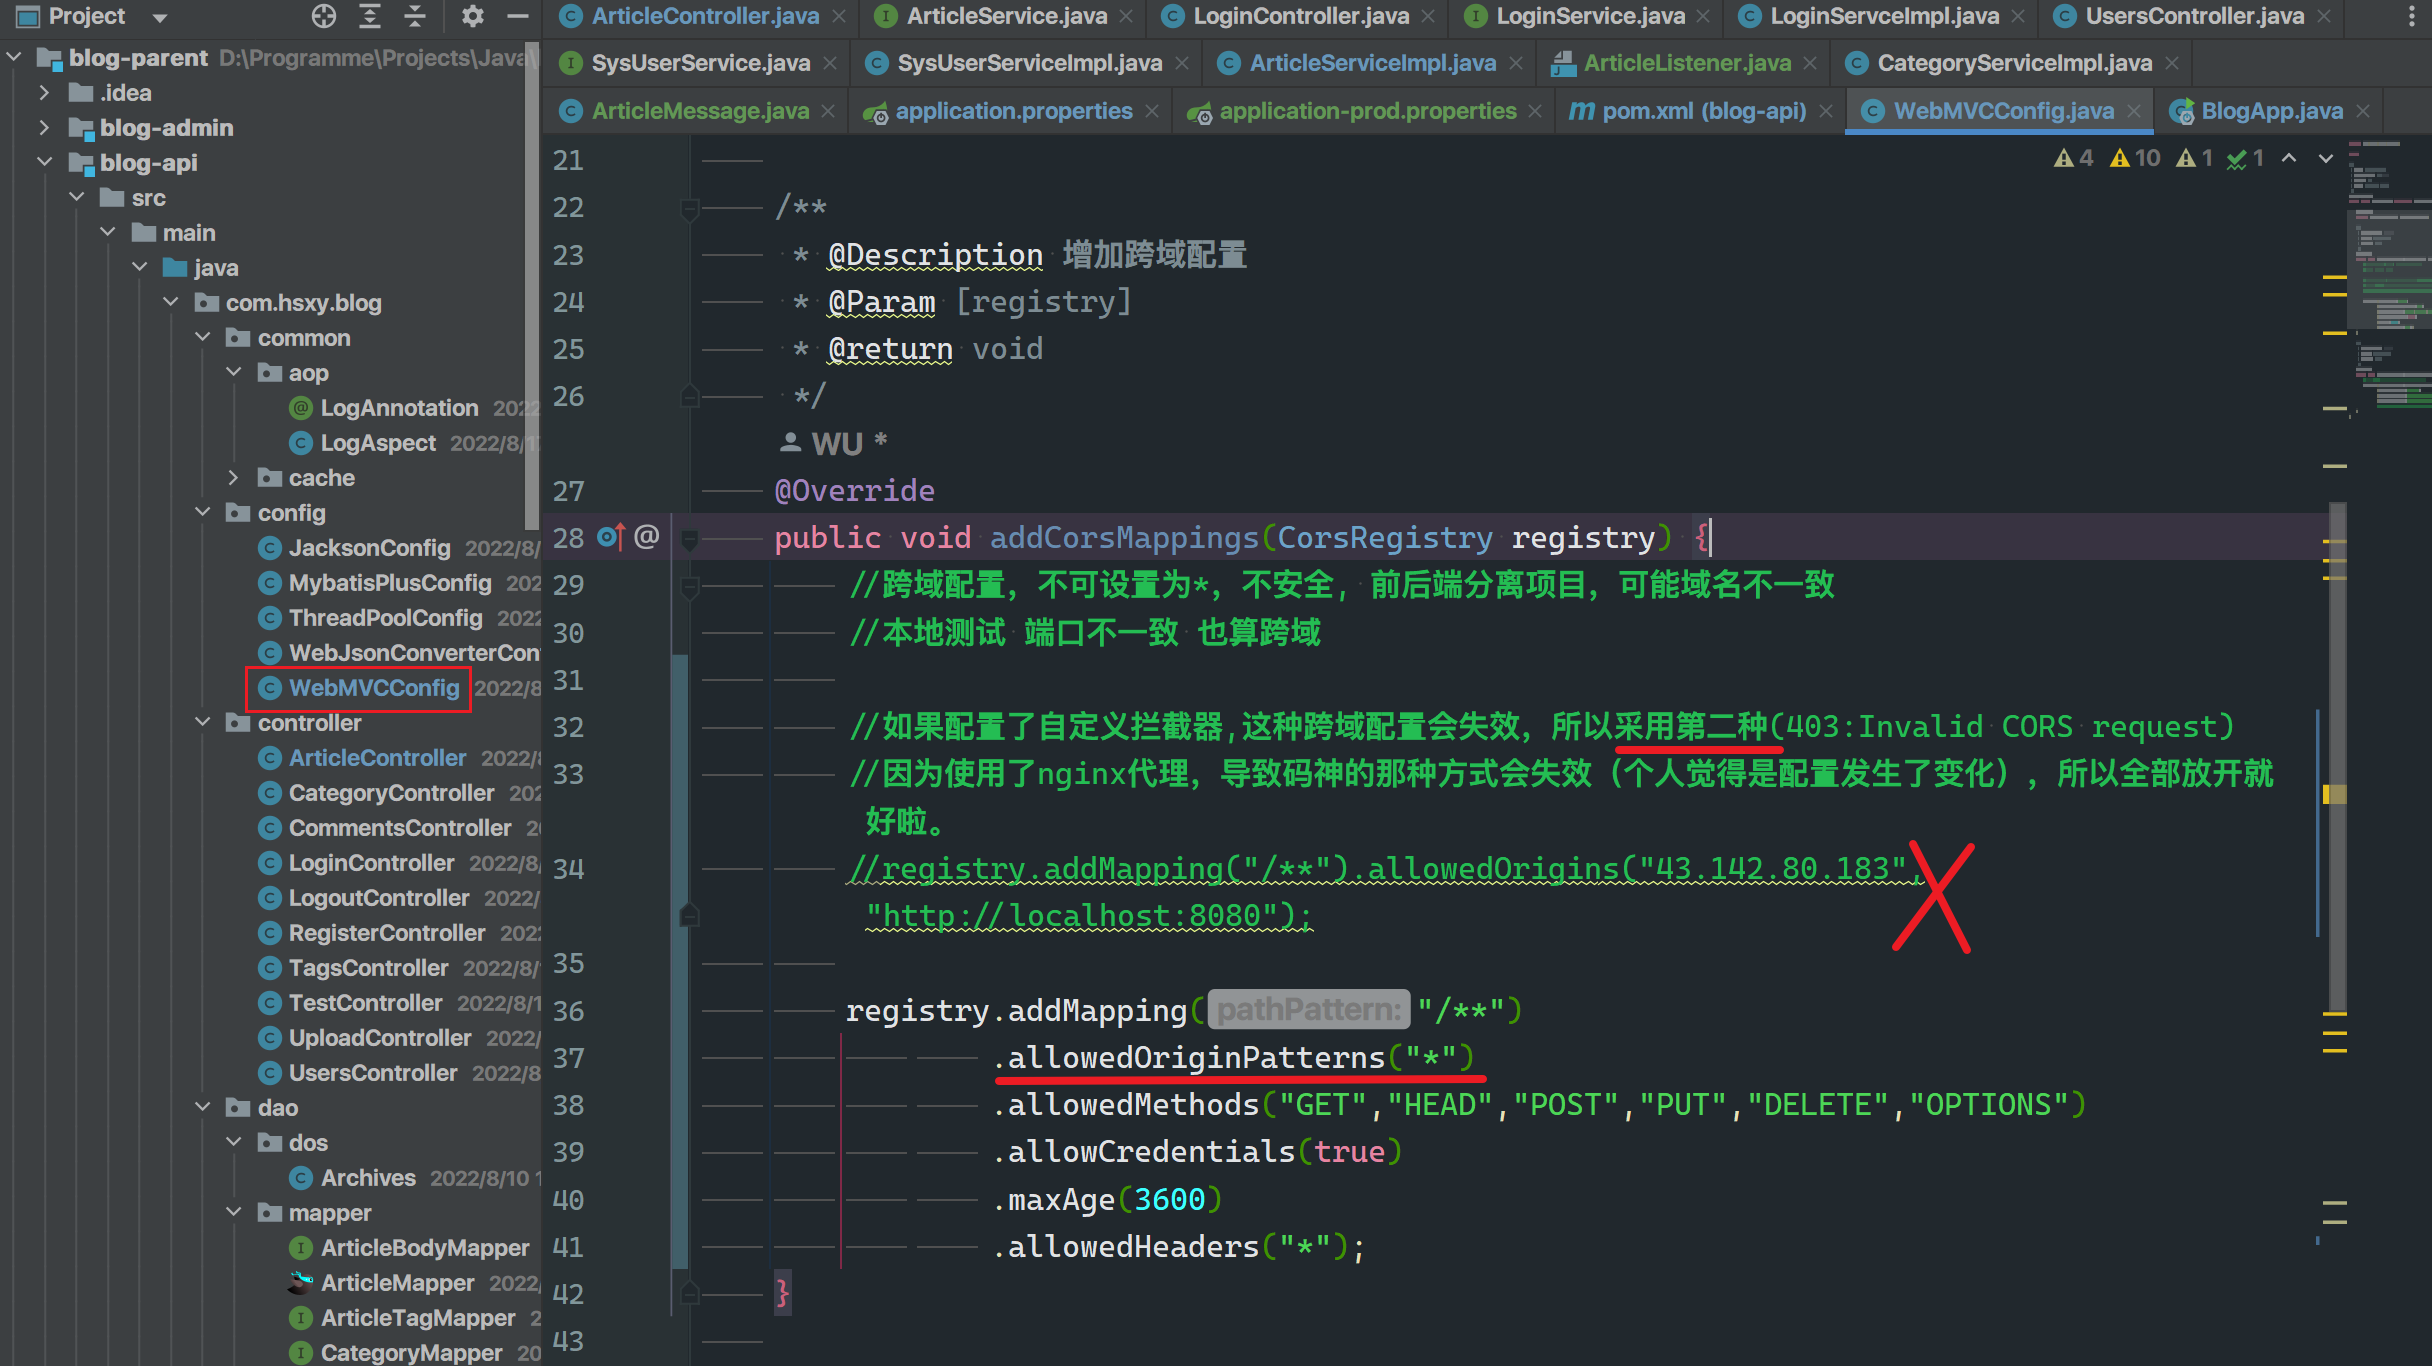 Project
blog-parent D:\Programme\Projects\Java\
.idea
blog-admin
blog-api
src
main
java
com.hsxy.blog
common
aop
LogAnnotation 2022
LogAspect 2022/8/17
cache
config
JacksonConfig 2022/8/
MybatisPlusConfig 202
ThreadPoolConfig 2022
WebJsonConverterConf
WebMVCConfig 2022/8
controller
ArticleController 2022/8
CategoryController 202
CommentsController 20
LoginController 2022/8/
LogoutController 2022/
RegisterController 2022
TagsController 2022/8/
TestController 2022/8/1
UploadController 2022/
UsersController 2022/8
dao
dos
Archives 2022/8/10 1
mapper
ArticleBodyMapper
ArticleMapper 2022/
ArticleTagMapper 2
CategoryMapper 20
ArticleController.java ArticleService.java LoginController.java LoginService.java LoginServceImpl.java UsersController.java
SysUserService.java SysUserServiceImpl.java ArticleServiceImpl.java ArticleListener.java CategoryServiceImpl.java
ArticleMessage.java application.properties application-prod.properties pom.xml (blog-api) WebMVCConfig.java BlogApp.java
4 10 1 1
21
22 /**
23 * @Description 增加跨域配置
24 * @Param [registry]
25 * @return void
26 */
WU *
27 @Override
28 @ public void addCorsMappings(CorsRegistry registry) {
29 //跨域配置，不可设置为*，不安全, 前后端分离项目，可能域名不一致
30 //本地测试 端口不一致 也算跨域
31
32 //如果配置了自定义拦截器,这种跨域配置会失效，所以采用第二种(403:Invalid CORS request)
33 //因为使用了nginx代理，导致码神的那种方式会失效（个人觉得是配置发生了变化）,所以全部放开就
好啦。
34 //registry.addMapping("/**").allowedOrigins("43.142.80.183",
"http://localhost:8080");
35
36 registry.addMapping( pathPattern: "/**")
37 .allowedOriginPatterns("*")
38 .allowedMethods("GET","HEAD","POST","PUT","DELETE","OPTIONS")
39 .allowCredentials(true)
40 .maxAge(3600)
41 .allowedHeaders("*");
42 }
43